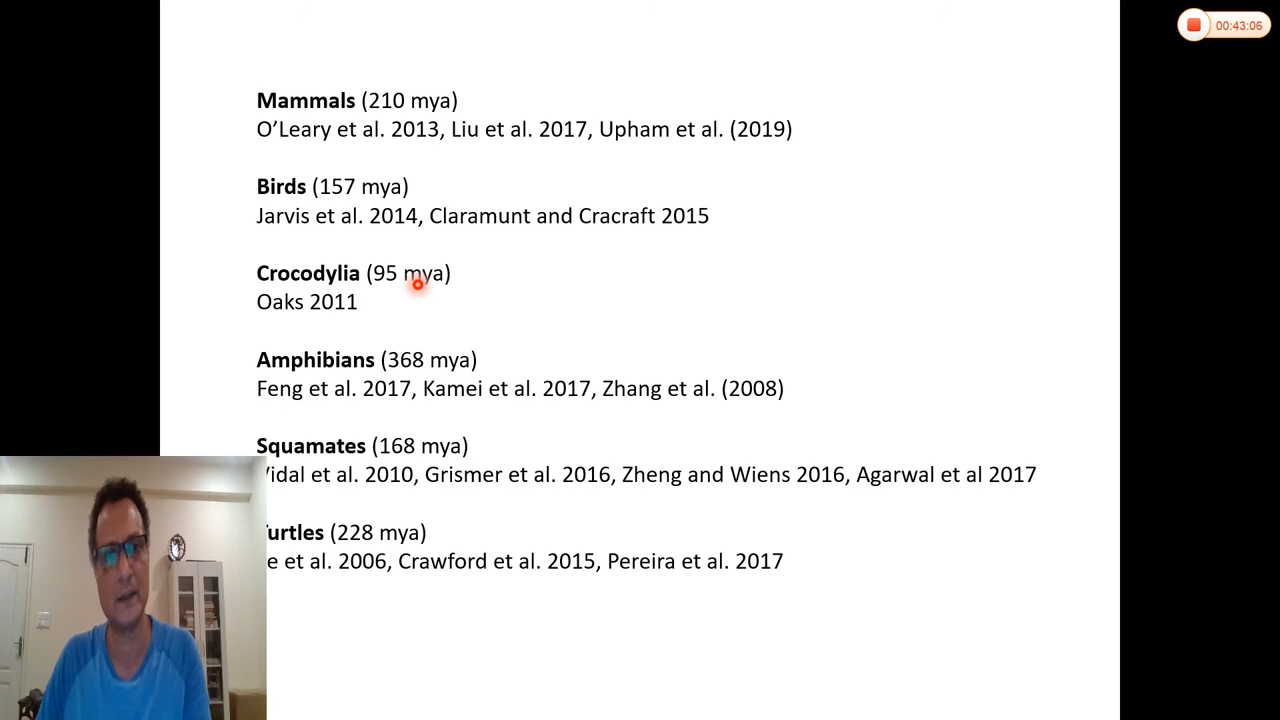 00:43:06
Mammals (210 mya)
O'Leary et al. 2013, Liu et al. 2017, Upham et al. (2019)
Birds (157 mya)
Jarvis et al. 2014, Claramunt and Cracraft 2015
Crocodylia (95 mya)
Oaks 2011
Amphibians (368 mya)
Feng et al. 2017, Kamei et al. 2017, Zhang et al. (2008)
Squamates (168 mya)
Vidal et al. 2010, Grismer et al. 2016, Zheng and Wiens 2016, Agarwal et al 2017
Turtles (228 mya)
et al. 2006, Crawford et al. 2015, Pereira et al. 2017